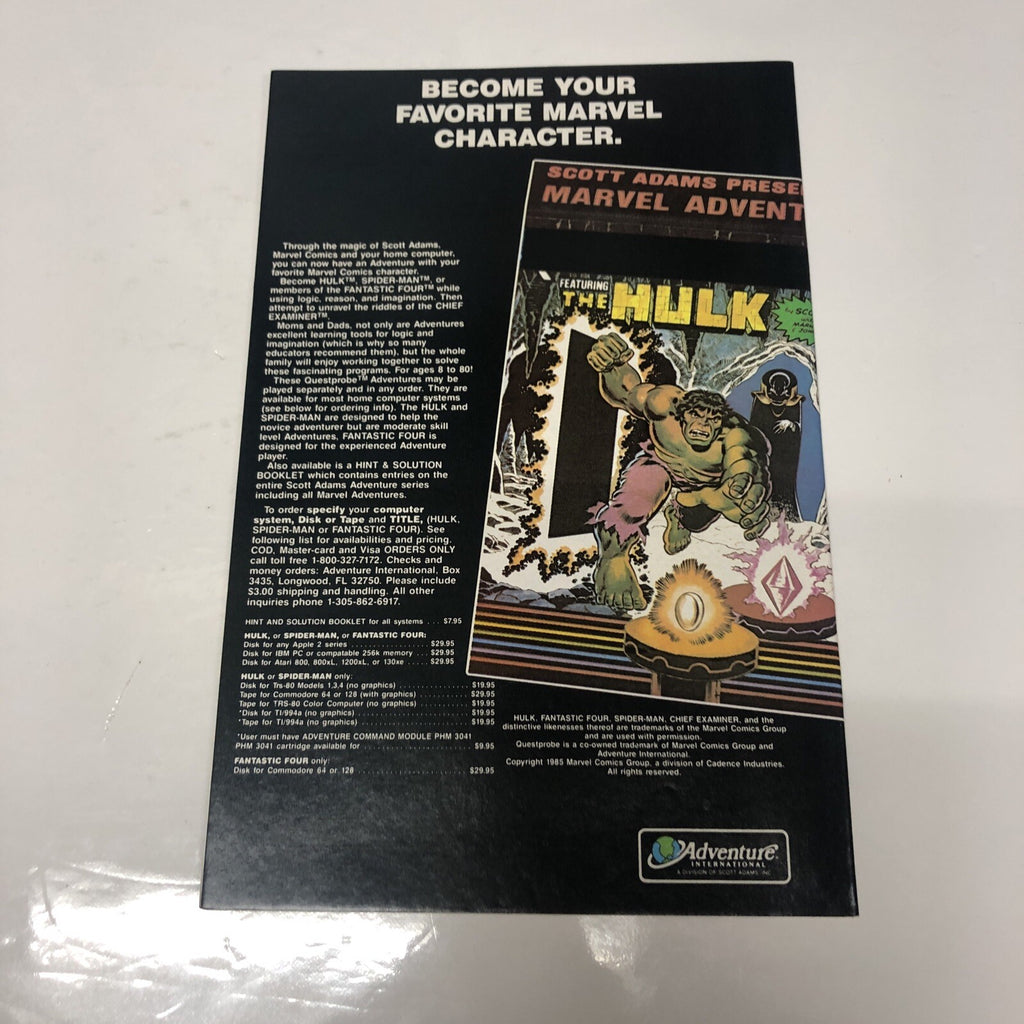 BECOME YOUR
FAVORITE MARVEL
CHARACTER.
Through the magic of Scott Adams,
Marvel Comics and your home computer,
you can now have an Adventure with your
favorite Marvel Comics character.
Become HULK™, SPIDER-MAN™, or
members of the FANTASTIC FOUR™ while
using logic, reason, and imagination. Then
attempt to unravel the riddles of the CHIEF
EXAMINER™.
Moms and Dads, not only are Adventures
excellent learning tools for logic and
imagination (which is why so many
educators recommend them), but the whole
family will enjoy working together to solve
these fascinating programs. For ages 8 to 80!
These Questprobe™ Adventures may be
played separately and in any order. They are
available for most home computer systems
(see below for ordering info). The HULK and
SPIDER-MAN are designed to help the
novice adventurer but are moderate skill
level Adventures, FANTASTIC FOUR is
designed for the experienced Adventure
player.
Also available is a HINT & SOLUTION
BOOKLET which contains entries on the
entire Scott Adams Adventure series
including all Marvel Adventures.
To order specify your computer
system, Disk or Tape and TITLE, (HULK,
SPIDER-MAN or FANTASTIC FOUR). See
following list for availabilities and pricing.
COD, Master-card and Visa ORDERS ONLY
call toll free 1-800-327-7172. Checks and
money orders: Adventure International, Box
3435, Longwood, FL 32750. Please include
$3.00 shipping and handling. All other
inquiries phone 1-305-862-6917.
HINT AND SOLUTION BOOKLET for all systems ... $7.95
HULK, or SPIDER-MAN, or FANTASTIC FOUR:
Disk for any Apple 2 series ................ $29.95
Disk for IBM PC or compatable 256k memory ... $29.95
Disk for Atari 800, 800xL, 1200xL, or 130xe ..... $29.95
HULK or SPIDER-MAN only:
Disk for Trs-80 Models 1,3,4 (no graphics) ................ $19.95
Tape for Commodore 64 or 128 (with graphics) ............ $29.95
Tape for TRS-80 Color Computer (no graphics) ............ $19.95
*Disk for TI/994a (no graphics) ......................... $19.95
*Tape for TI/994a (no graphics) ......................... $19.95
*User must have ADVENTURE COMMAND MODULE PHM 3041
PHM 3041 cartridge available for ........................ $9.95
FANTASTIC FOUR only:
Disk for Commodore 64 or 128 ......................... $29.95
SCOTT ADAMS PRESE
MARVEL ADVENT
FEATURING
THE HULK
by SCO
MAR
& JOH
HULK, FANTASTIC FOUR, SPIDER-MAN, CHIEF EXAMINER, and the
distinctive likenesses thereof are trademarks of the Marvel Comics Group
and are used with permission.
Questprobe is a co-owned trademark of Marvel Comics Group and
Adventure International.
Copyright 1985 Marvel Comics Group, a division of Cadence Industries.
All rights reserved.
Adventure
INTERNATIONAL
A DIVISION OF SCOTT ADAMS, INC.